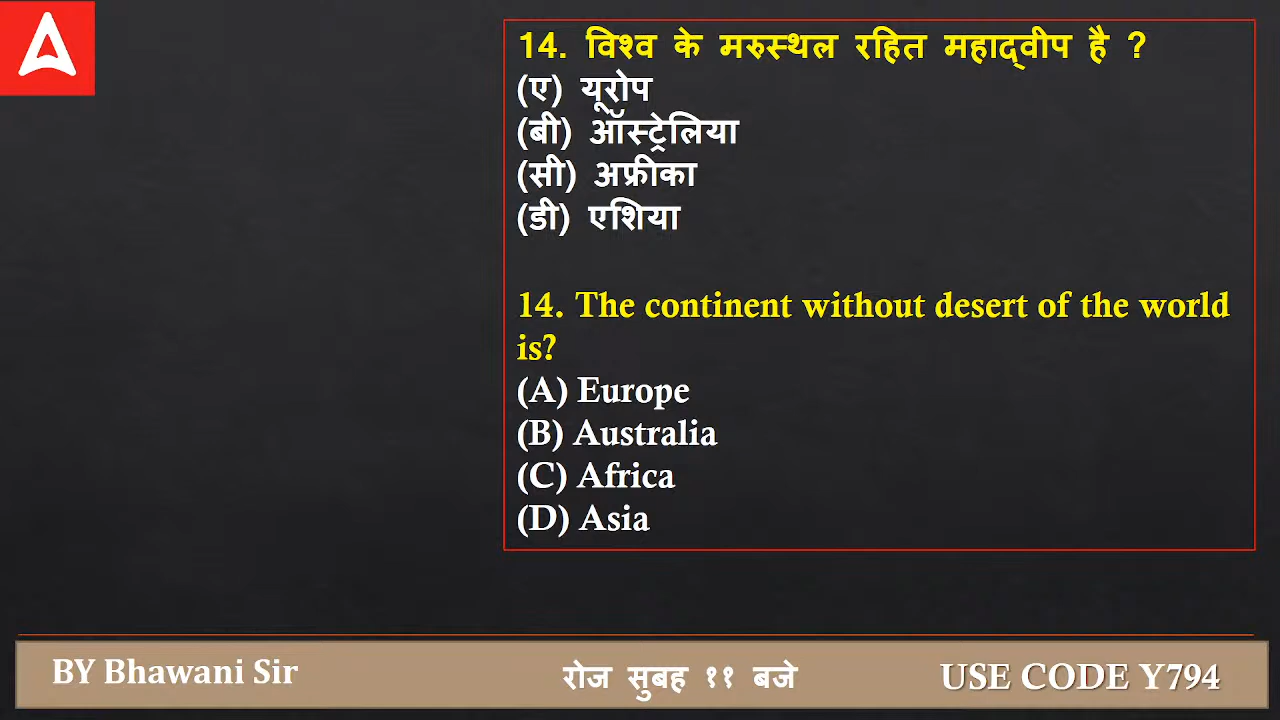 14. विश्व के मरुस्थल रहित महाद्वीप है ?
(ए) यूरोप
(बी) ऑस्ट्रेलिया
(सी) अफ्रीका
(डी) एशिया
14. The continent without desert of the world
is?
(A) Europe
(B) Australia
(C) Africa
(D) Asia
BY Bhawani Sir
रोज सुबह ११ बजे
USE CODE Y794